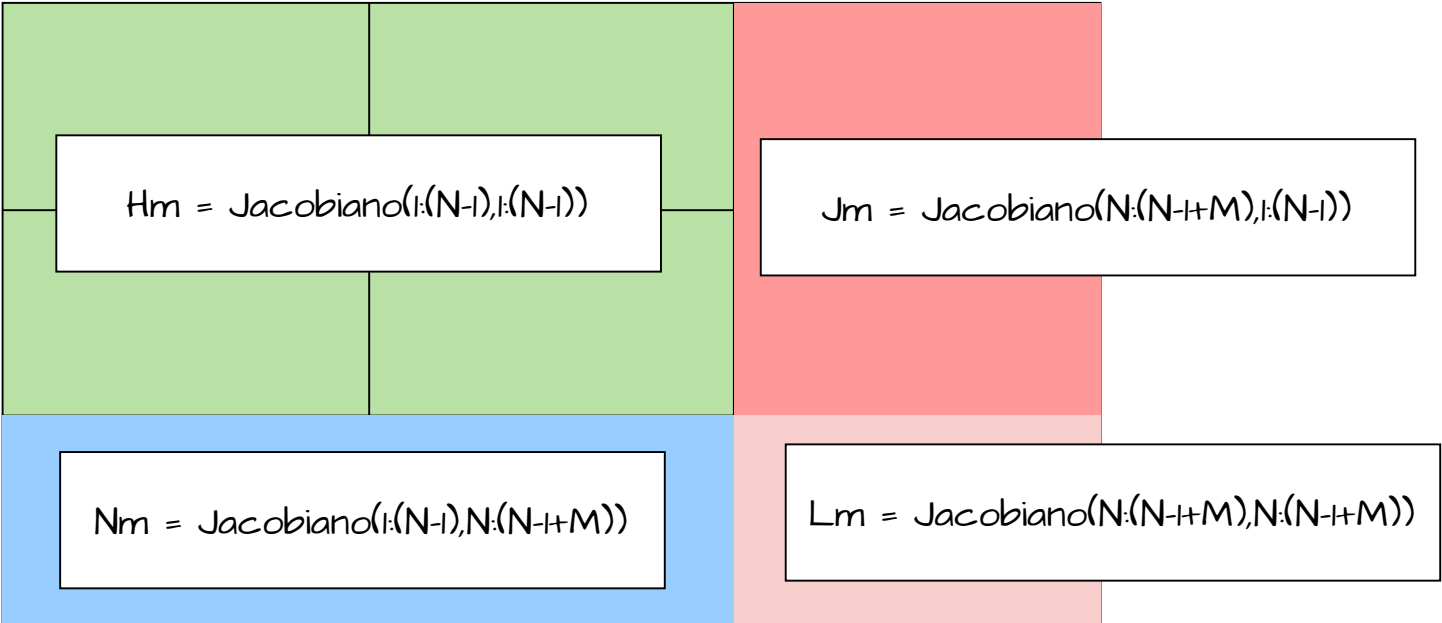 Hm = Jacobiano(1:(N-1),1:(N-1))
Jm = Jacobiano(N:(N-1+M),1:(N-1))
Nm = Jacobiano(1:(N-1),N:(N-1+M))
Lm = Jacobiano(N:(N-1+M),N:(N-1+M))